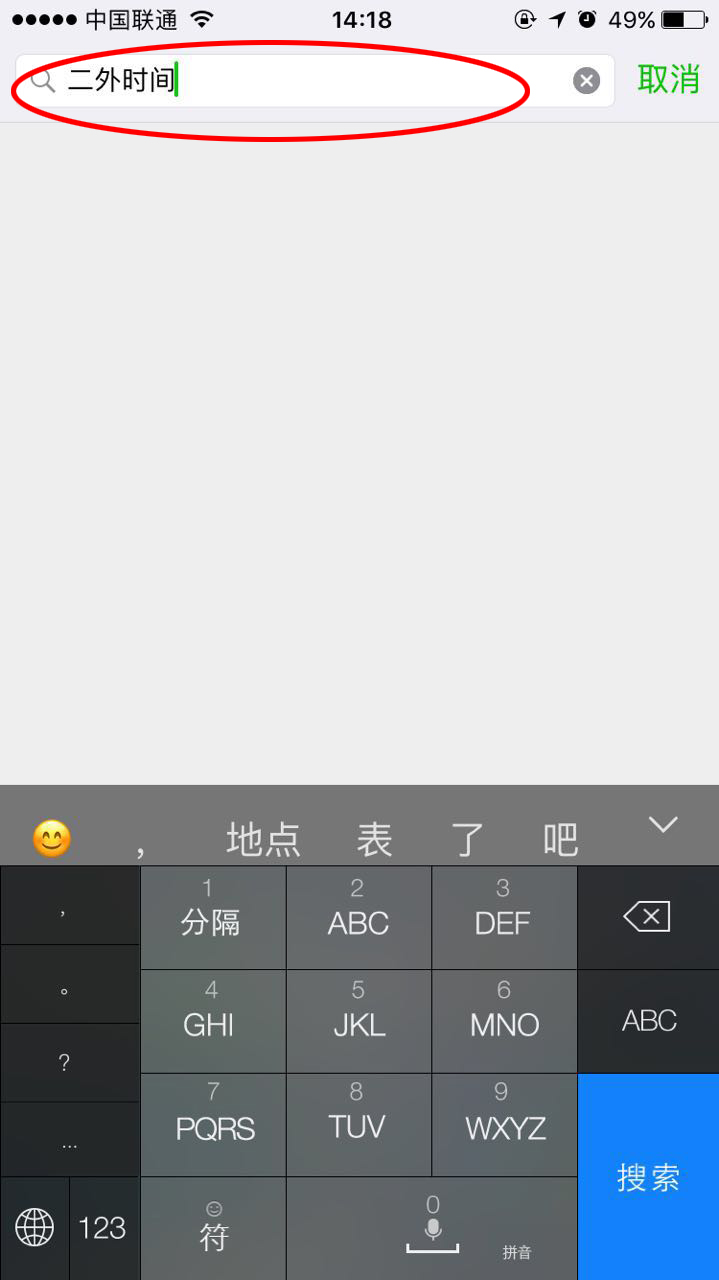 中国联通 14:18 49%
二外时间 取消
， 地点 表 了 吧
， 1 分隔 2 ABC 3 DEF
。 4 GHI 5 JKL 6 MNO ABC
? 7 PQRS 8 TUV 9 WXYZ
... 搜索
123 符 0 拼音